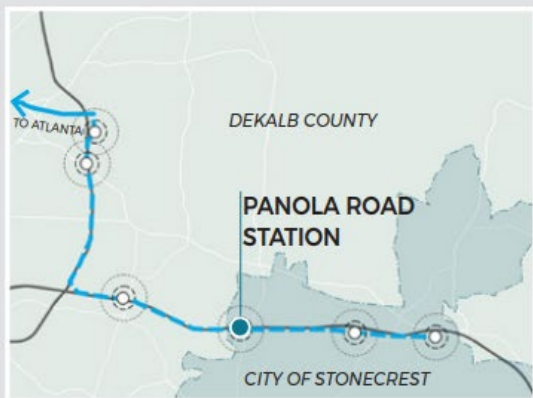 TO ATLANTA
DEKALB COUNTY
PANOLA ROAD
STATION
CITY OF STONECREST